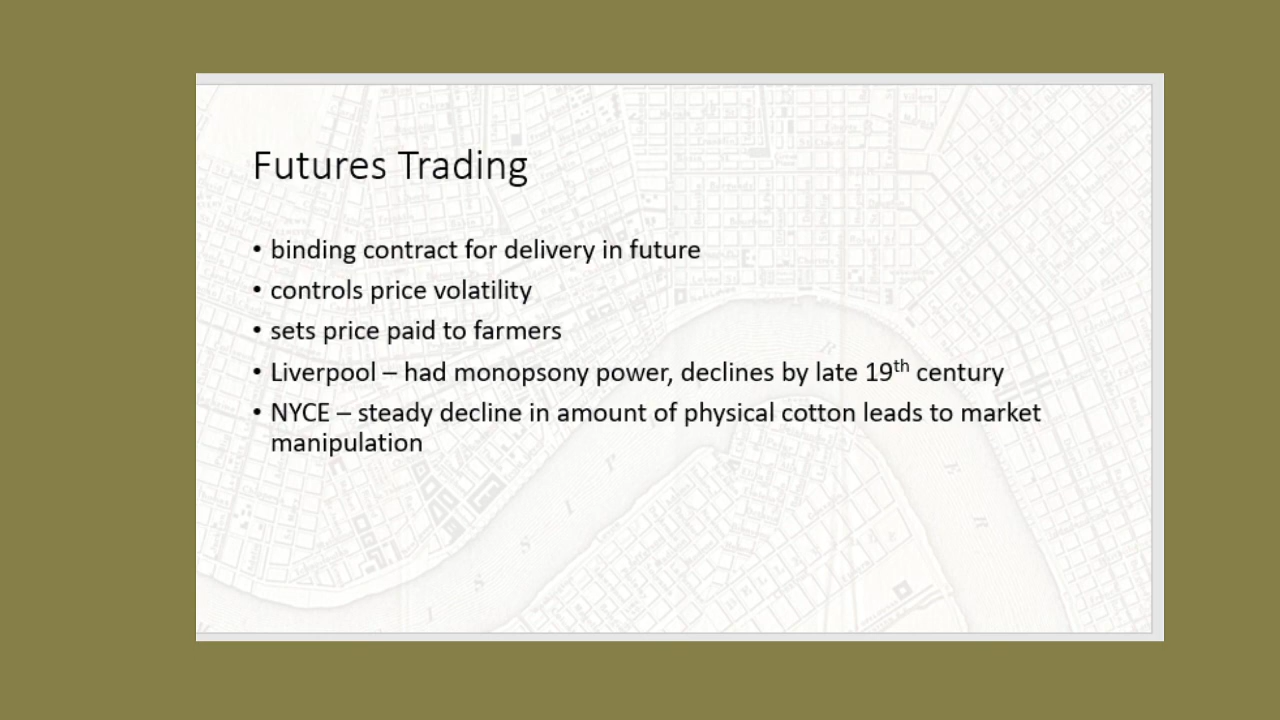 Futures Trading
• binding contract for delivery in future
• controls price volatility
• sets price paid to farmers
• Liverpool – had monopsony power, declines by late 19th century
• NYCE – steady decline in amount of physical cotton leads to market
manipulation